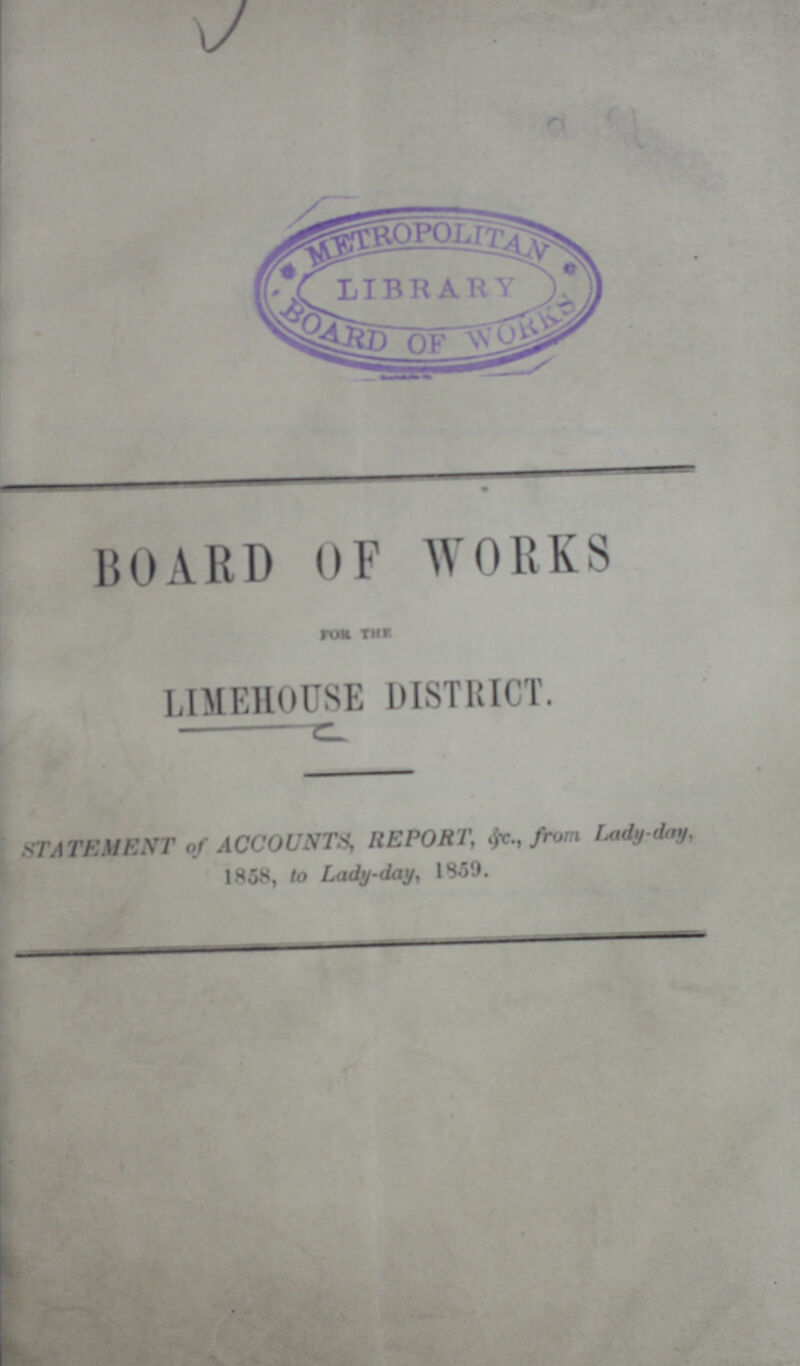 METROPOLITAN
LIBRARY
BOARD OF WORKS
BOARD OF WORKS
FOR THE
LIMEHOUSE DISTRICT.
STATEMENT of ACCOUNTS, REPORT, &c., from Lady-day,
1858, to Lady-day, 1859.